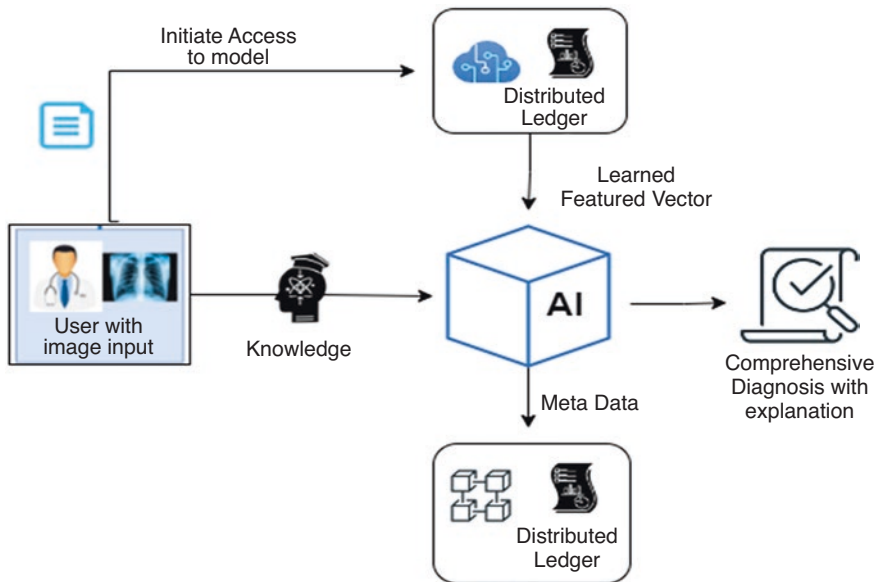 Initiate Access
to model
Distributed
Ledger
Learned
Featured Vector
User with
image input
Knowledge
AI
Comprehensive
Diagnosis with
explanation
Meta Data
Distributed
Ledger